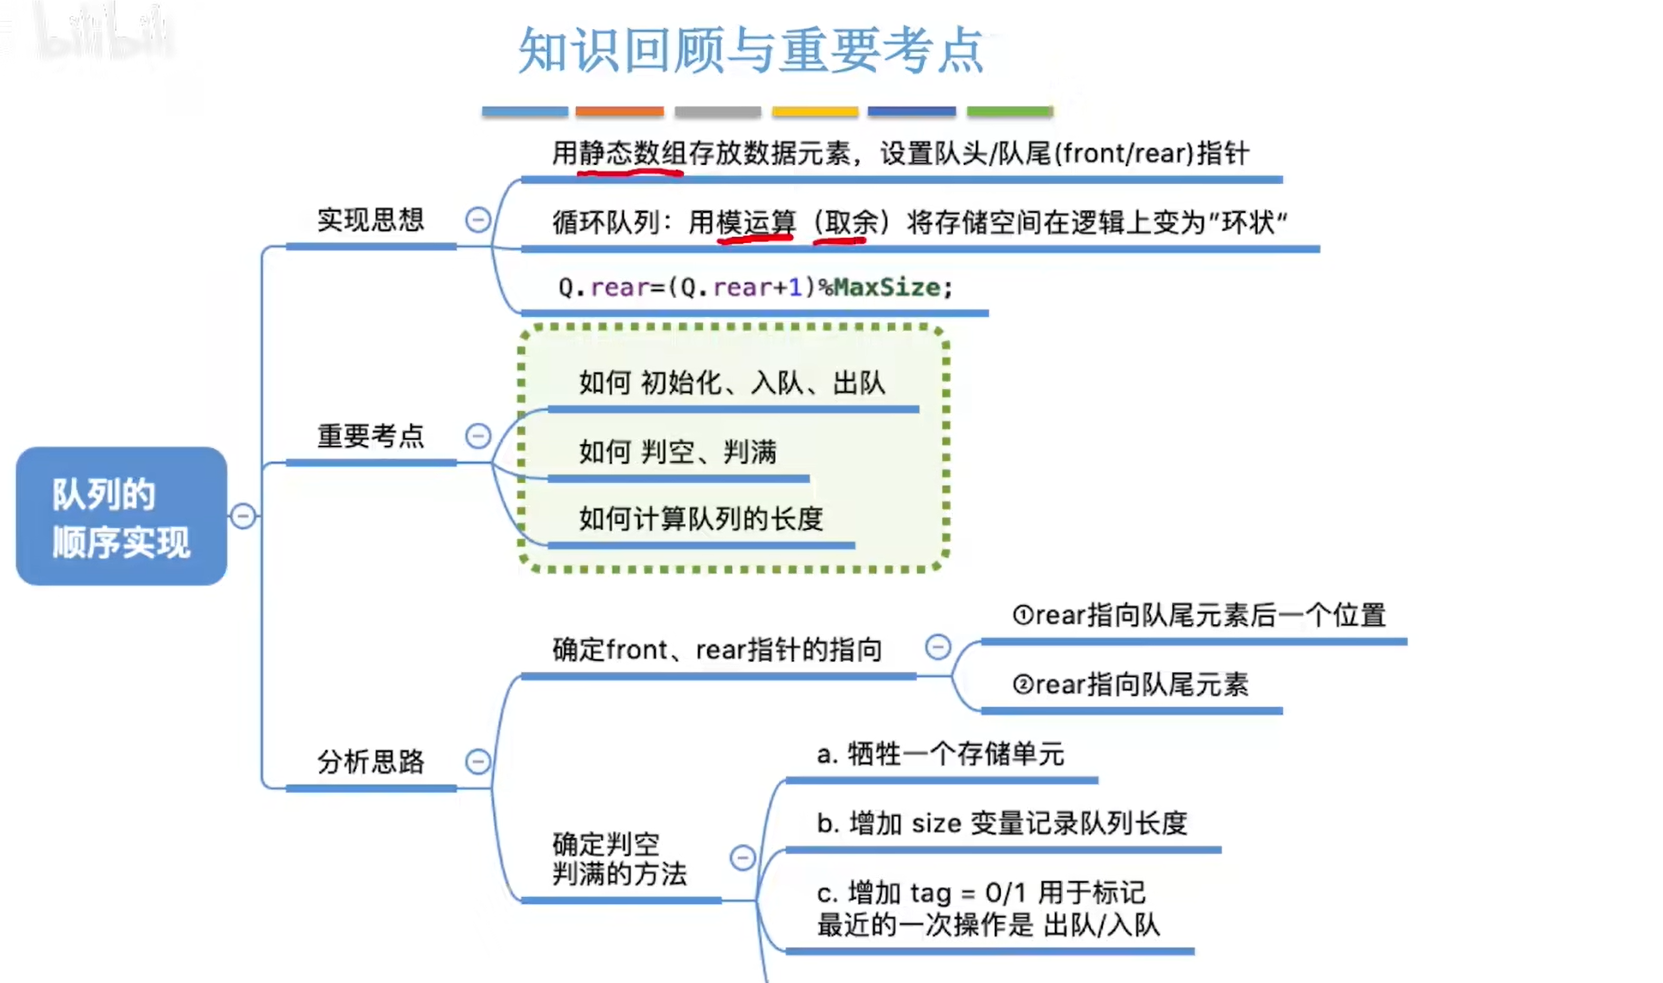 bilibili
知识回顾与重要考点
用静态数组存放数据元素，设置队头/队尾(front/rear)指针
实现思想
循环队列：用模运算（取余）将存储空间在逻辑上变为"环状"
Q.rear=(Q.rear+1)%MaxSize;
如何 初始化、入队、出队
重要考点
如何 判空、判满
如何计算队列的长度
队列的
顺序实现
①rear指向队尾元素后一个位置
确定front、rear指针的指向
②rear指向队尾元素
分析思路
a. 牺牲一个存储单元
b. 增加 size 变量记录队列长度
确定判空
判满的方法
c. 增加 tag = 0/1 用于标记
最近的一次操作是 出队/入队